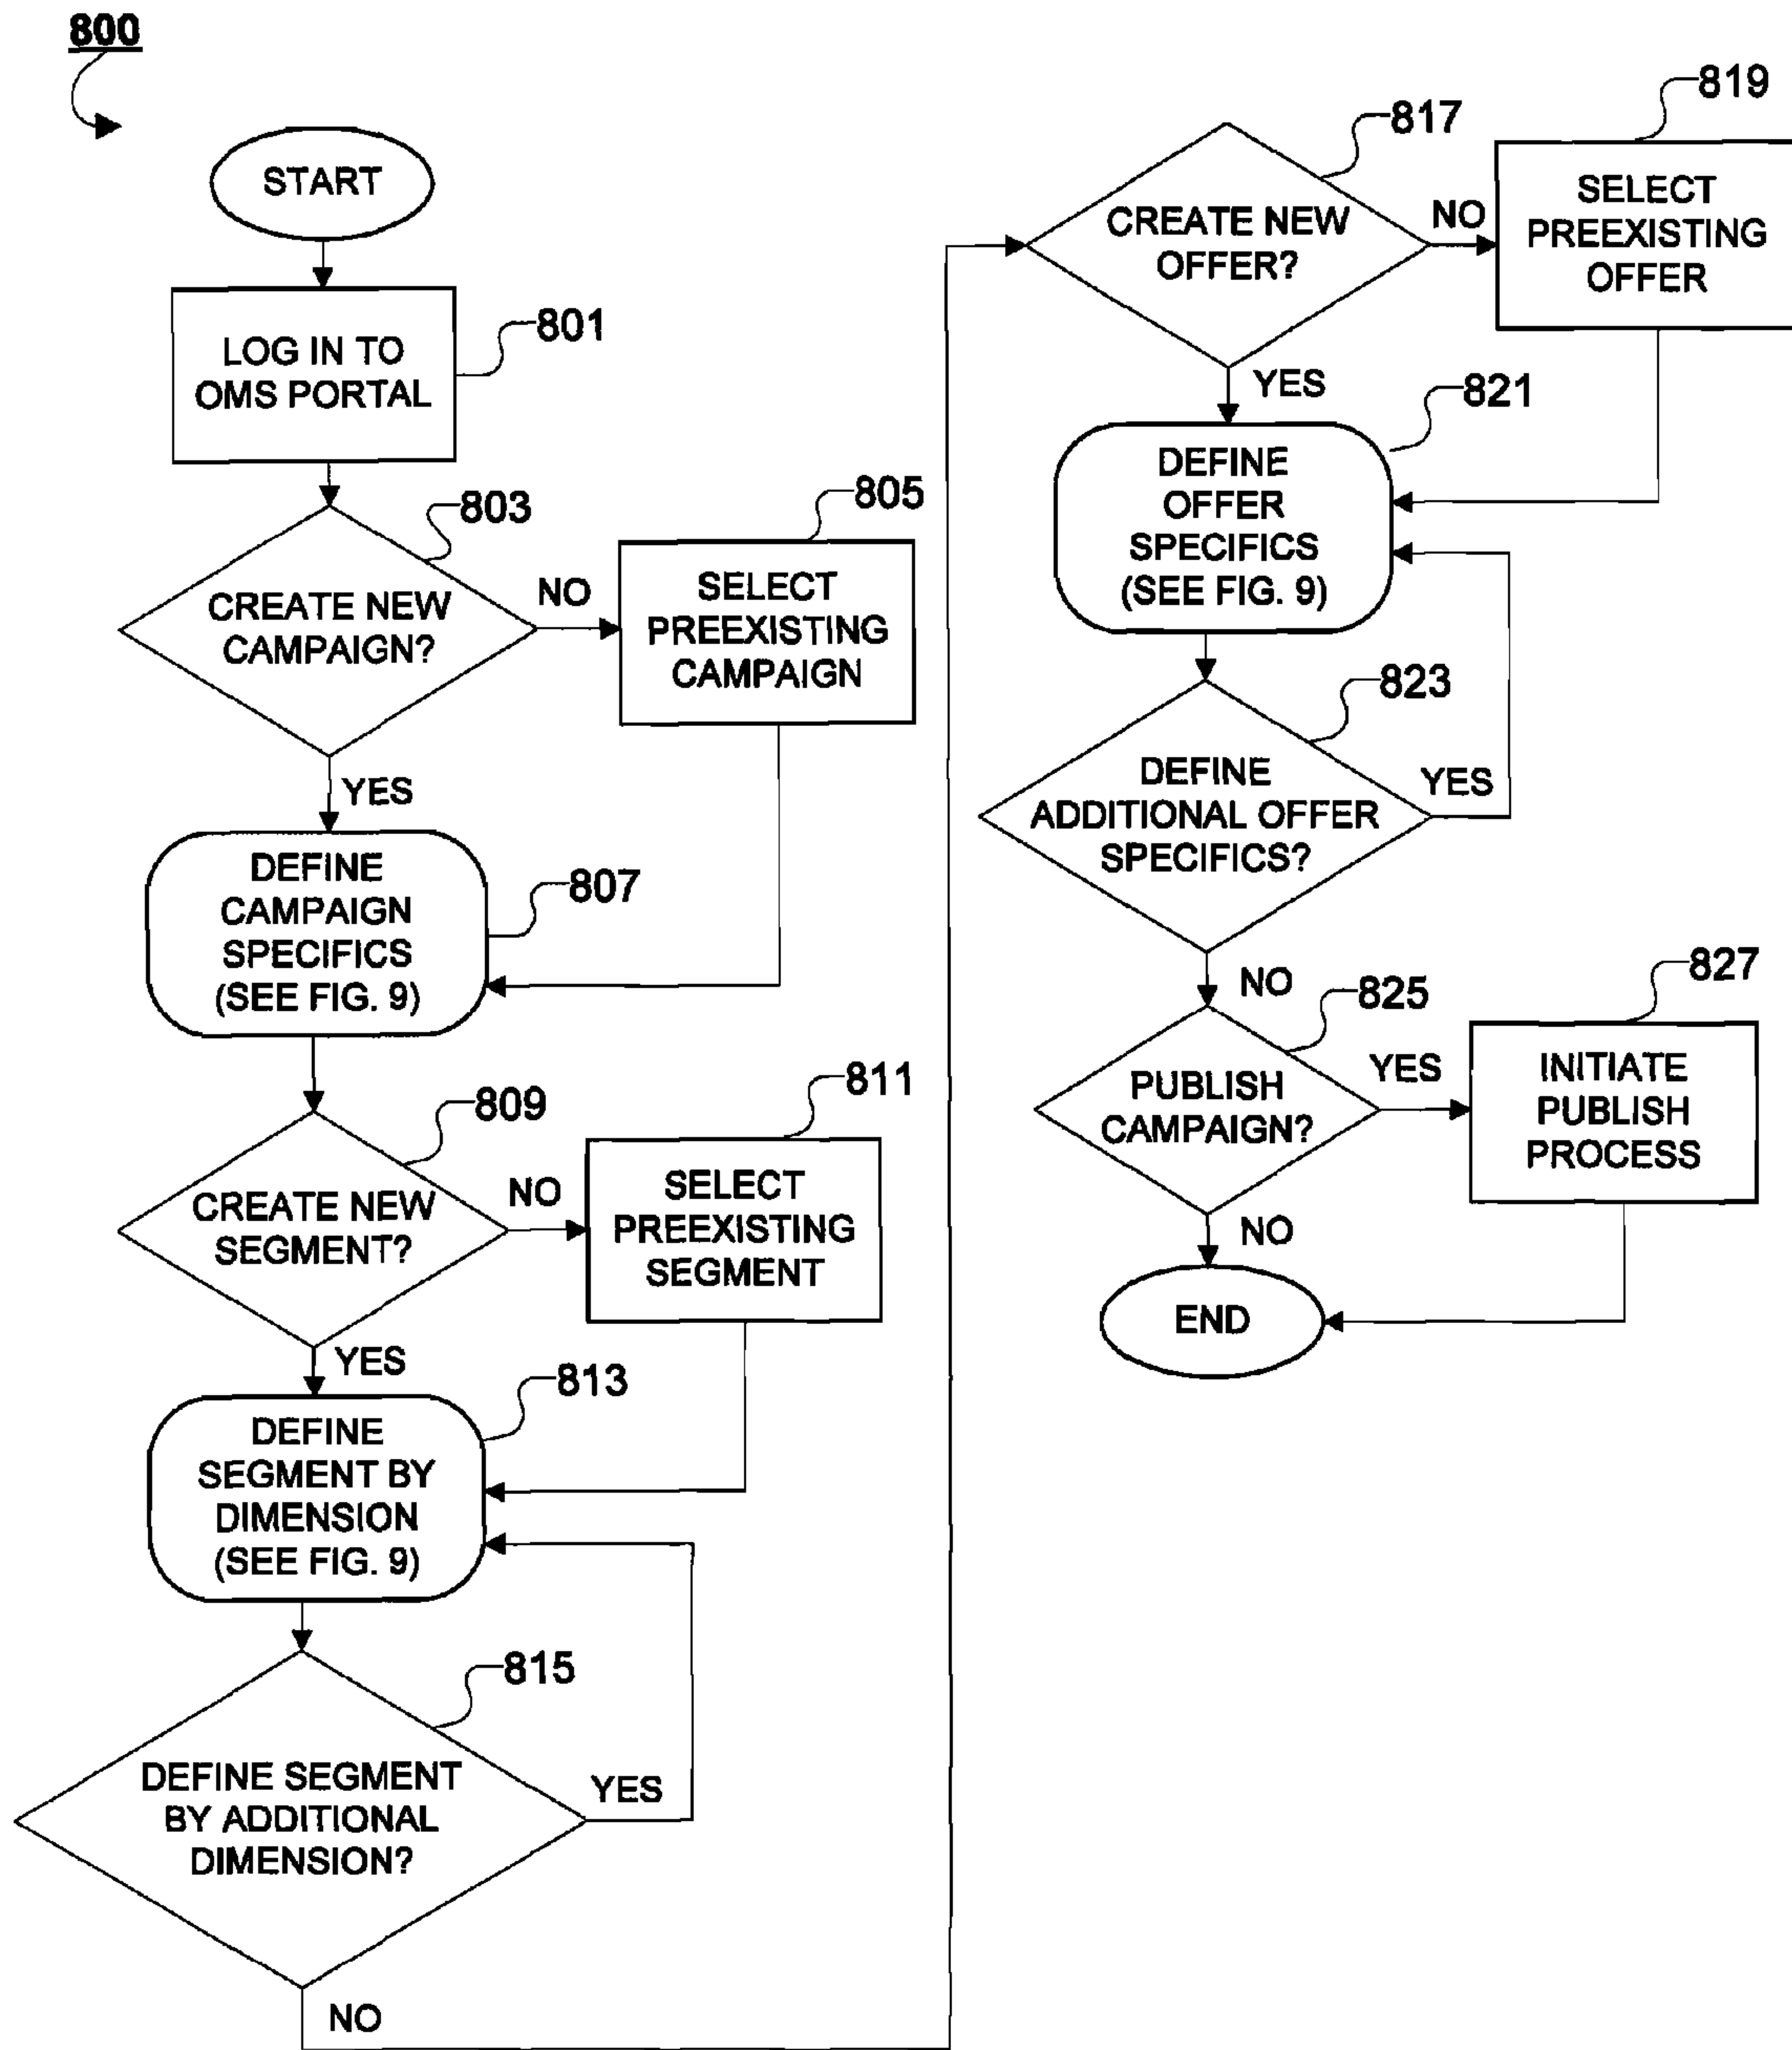 800
START
LOG IN TO
OMS PORTAL
801
803
CREATE NEW
CAMPAIGN?
NO
805
SELECT
PREEXISTING
CAMPAIGN
YES
DEFINE
CAMPAIGN
SPECIFICS
(SEE FIG. 9)
807
809
CREATE NEW
SEGMENT?
NO
811
SELECT
PREEXISTING
SEGMENT
YES
813
DEFINE
SEGMENT BY
DIMENSION
(SEE FIG. 9)
815
DEFINE SEGMENT
BY ADDITIONAL
DIMENSION?
YES
NO
817
CREATE NEW
OFFER?
NO
819
SELECT
PREEXISTING
OFFER
YES
821
DEFINE
OFFER
SPECIFICS
(SEE FIG. 9)
823
DEFINE
ADDITIONAL OFFER
SPECIFICS?
YES
NO
825
PUBLISH
CAMPAIGN?
YES
827
INITIATE
PUBLISH
PROCESS
NO
END